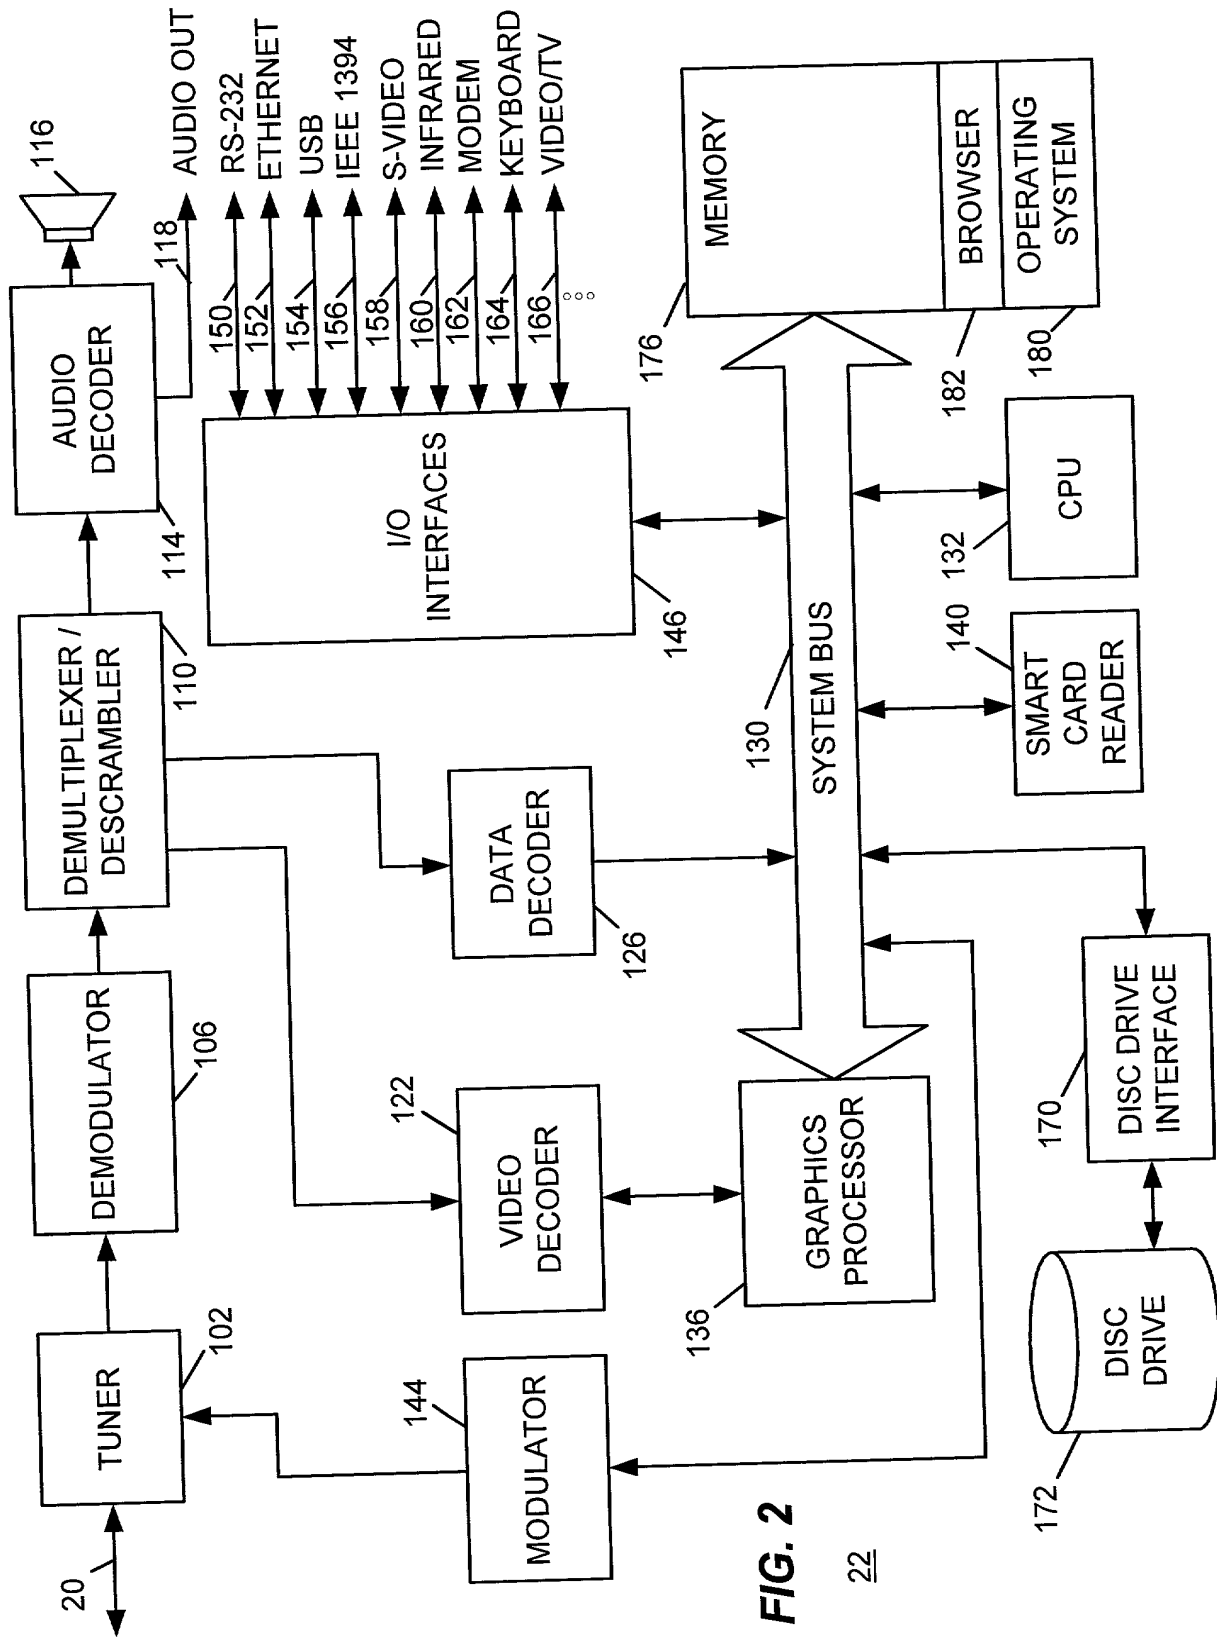 20
TUNER
102
DEMODULATOR
106
DEMULTIPLEXER /
DESCRAMBLER
110
AUDIO
DECODER
114
116
118
AUDIO OUT
RS-232
ETHERNET
USB
IEEE 1394
S-VIDEO
INFRARED
MODEM
KEYBOARD
VIDEO/TV
150
152
154
156
158
160
162
164
166
I/O
INTERFACES
146
DATA
DECODER
126
VIDEO
DECODER
122
MODULATOR
144
GRAPHICS
PROCESSOR
136
SYSTEM BUS
130
MEMORY
176
BROWSER
182
OPERATING
SYSTEM
180
CPU
132
SMART
CARD
READER
140
DISC DRIVE
INTERFACE
170
DISC
DRIVE
172
FIG. 2
22